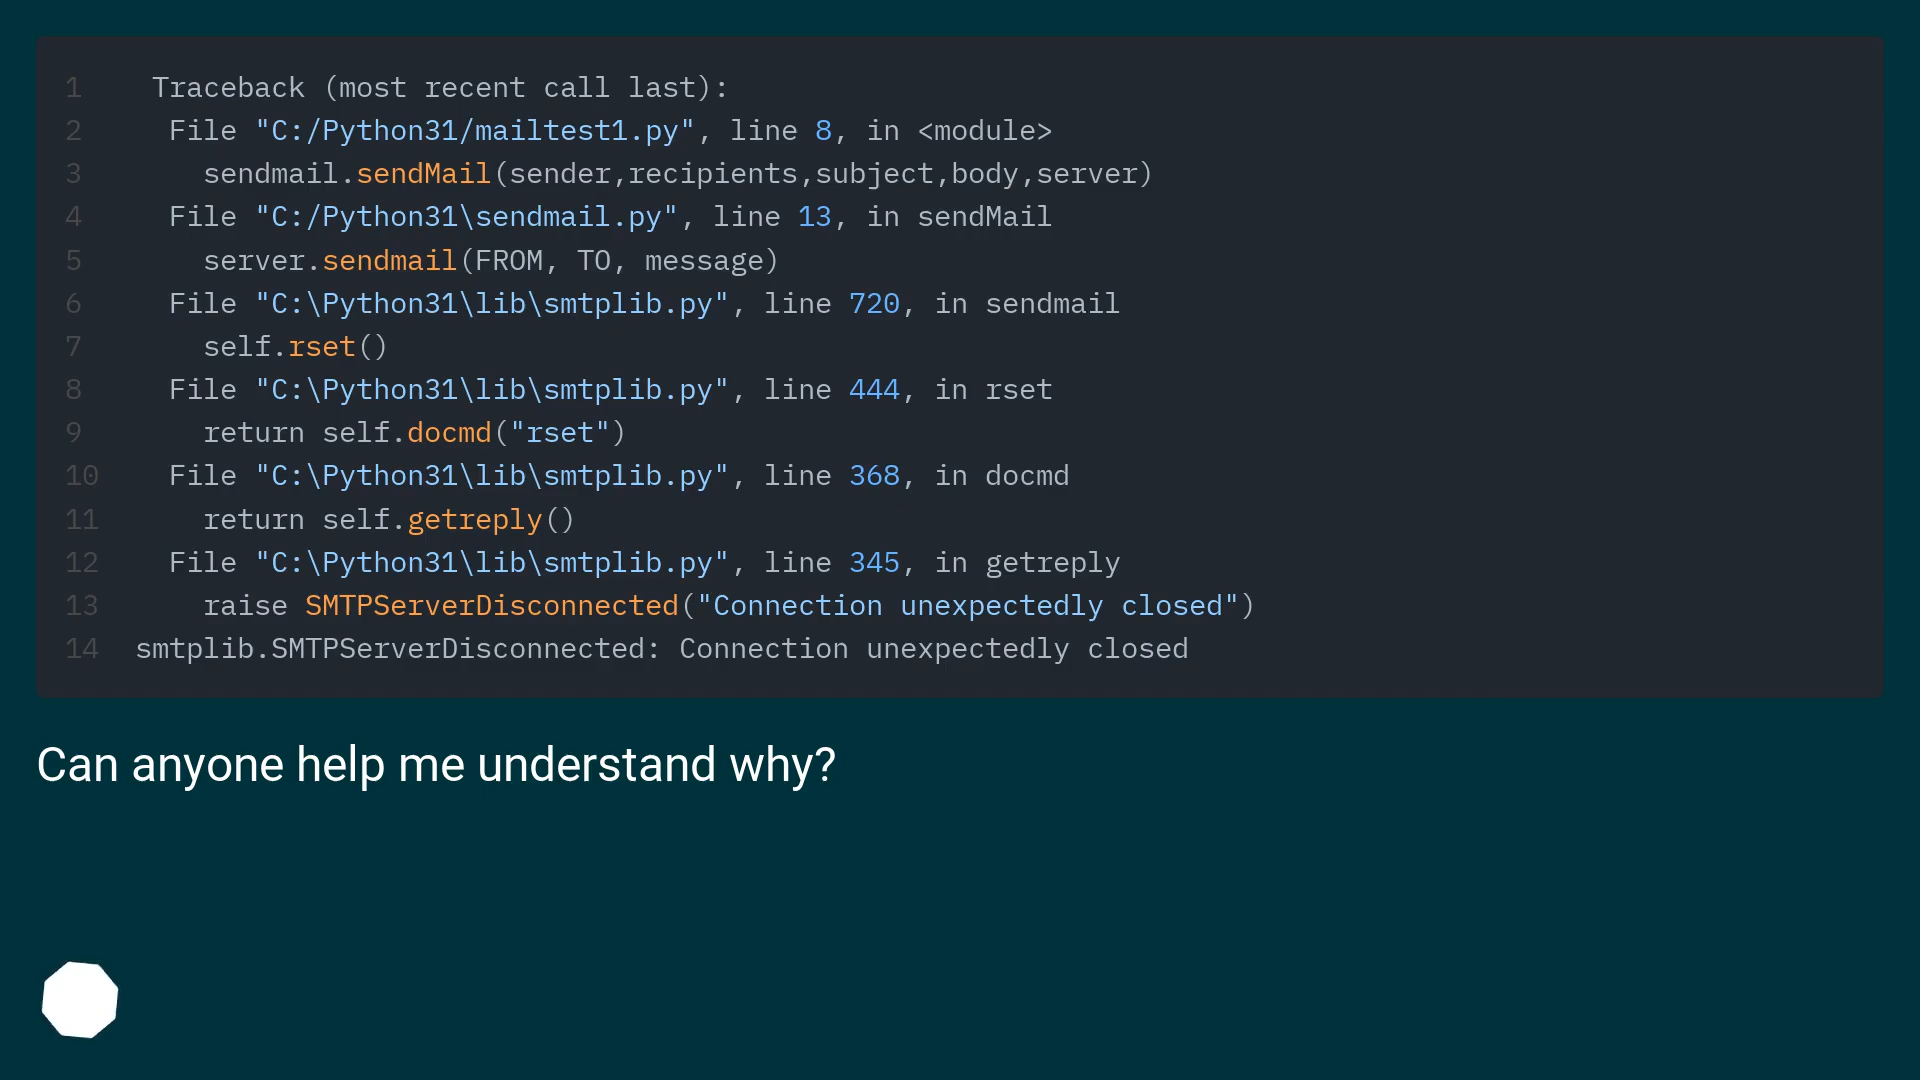 1 Traceback (most recent call last):
2 File "C:/Python31/mailtest1.py", line 8, in <module>
3 sendmail.sendMail(sender,recipients,subject,body,server)
4 File "C:/Python31\sendmail.py", line 13, in sendMail
5 server.sendmail(FROM, TO, message)
6 File "C:\Python31\lib\smtplib.py", line 720, in sendmail
7 self.rset()
8 File "C:\Python31\lib\smtplib.py", line 444, in rset
9 return self.docmd("rset")
10 File "C:\Python31\lib\smtplib.py", line 368, in docmd
11 return self.getreply()
12 File "C:\Python31\lib\smtplib.py", line 345, in getreply
13 raise SMTPServerDisconnected("Connection unexpectedly closed")
14 smtplib.SMTPServerDisconnected: Connection unexpectedly closed
Can anyone help me understand why?